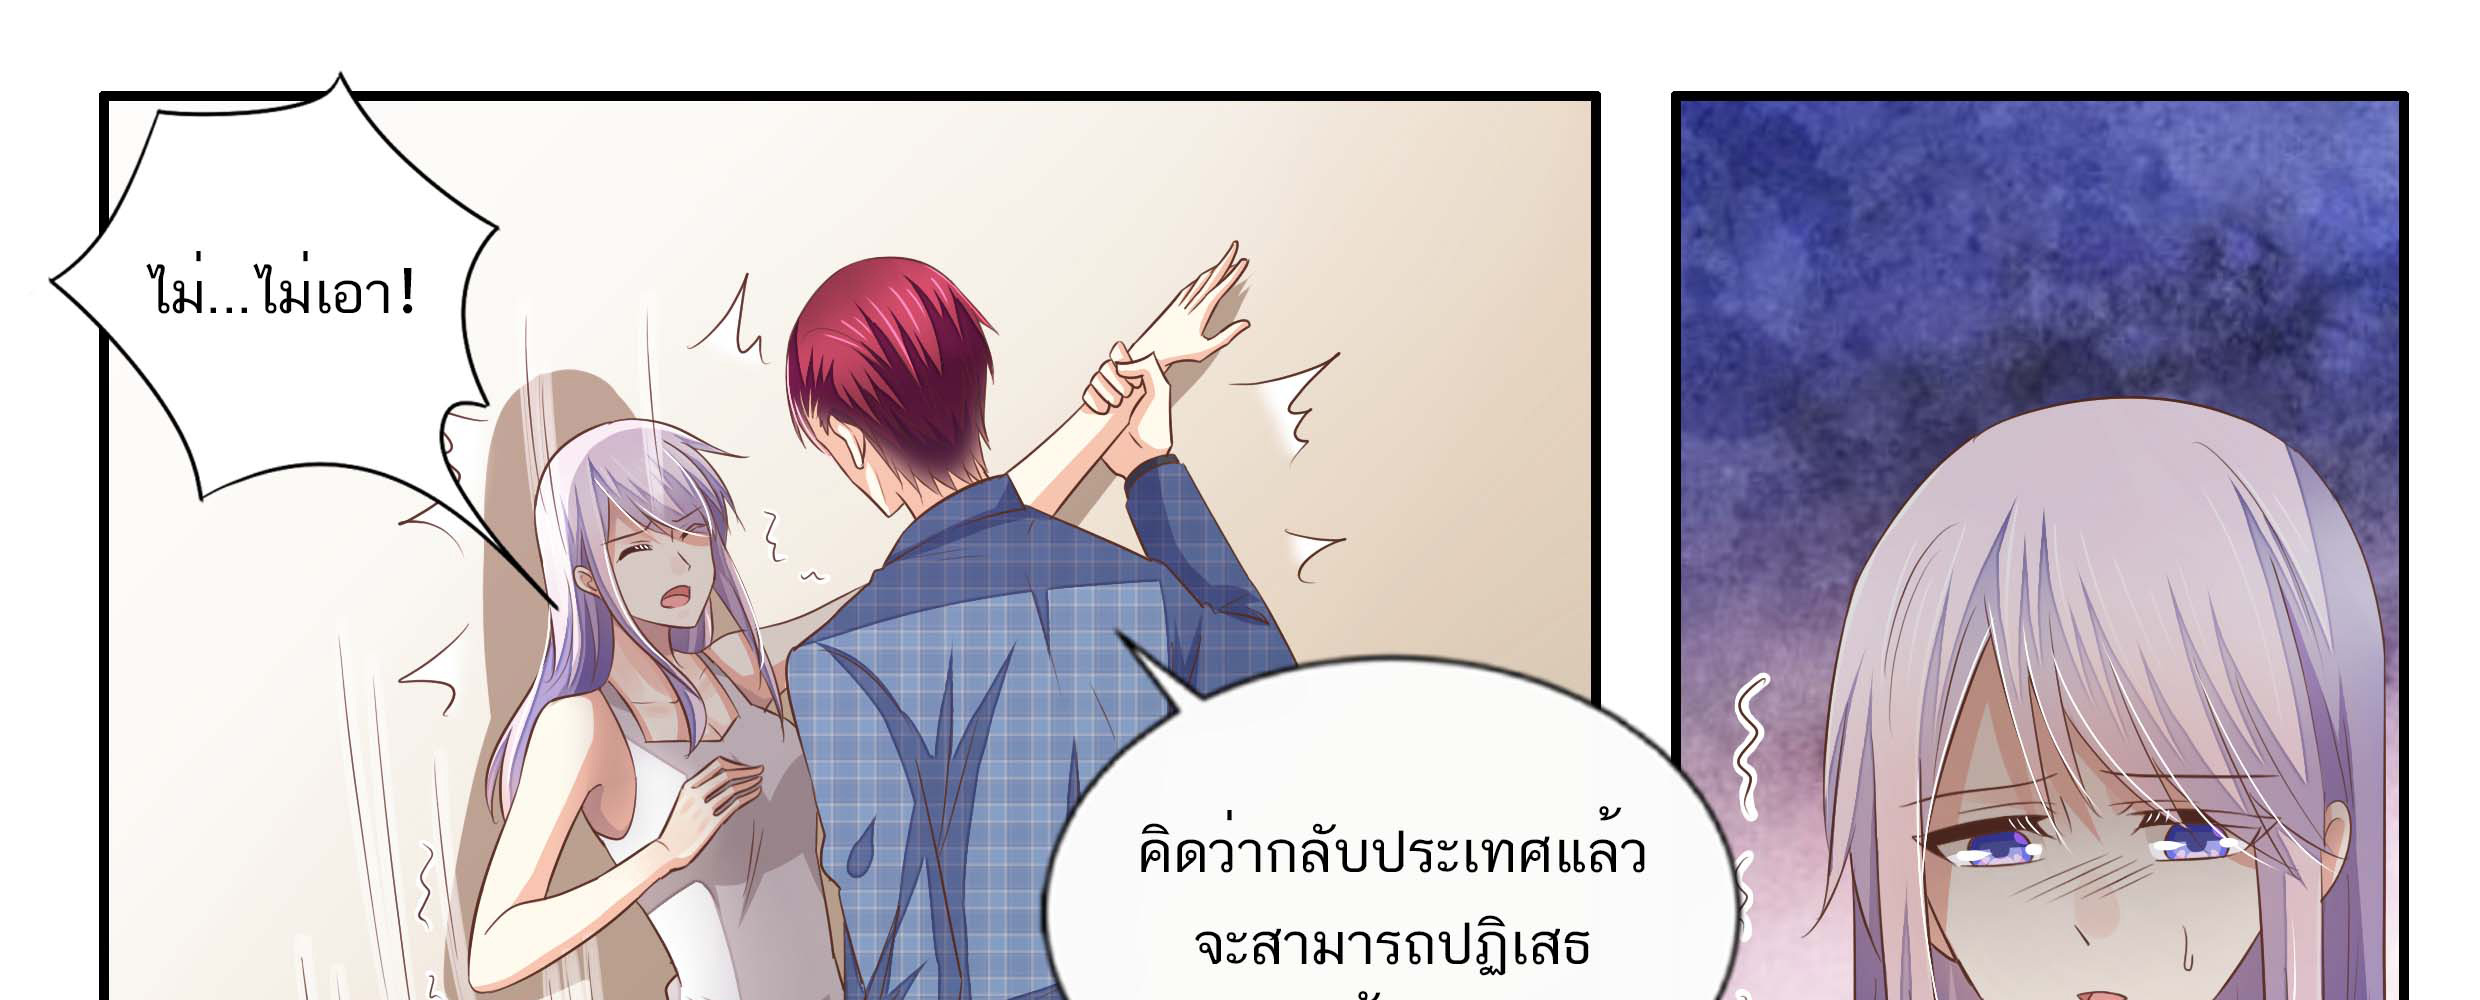 ไม่...ไม่เอา!
คิดว่ากลับประเทศแล้ว
จะสามารถปฏิเสธ